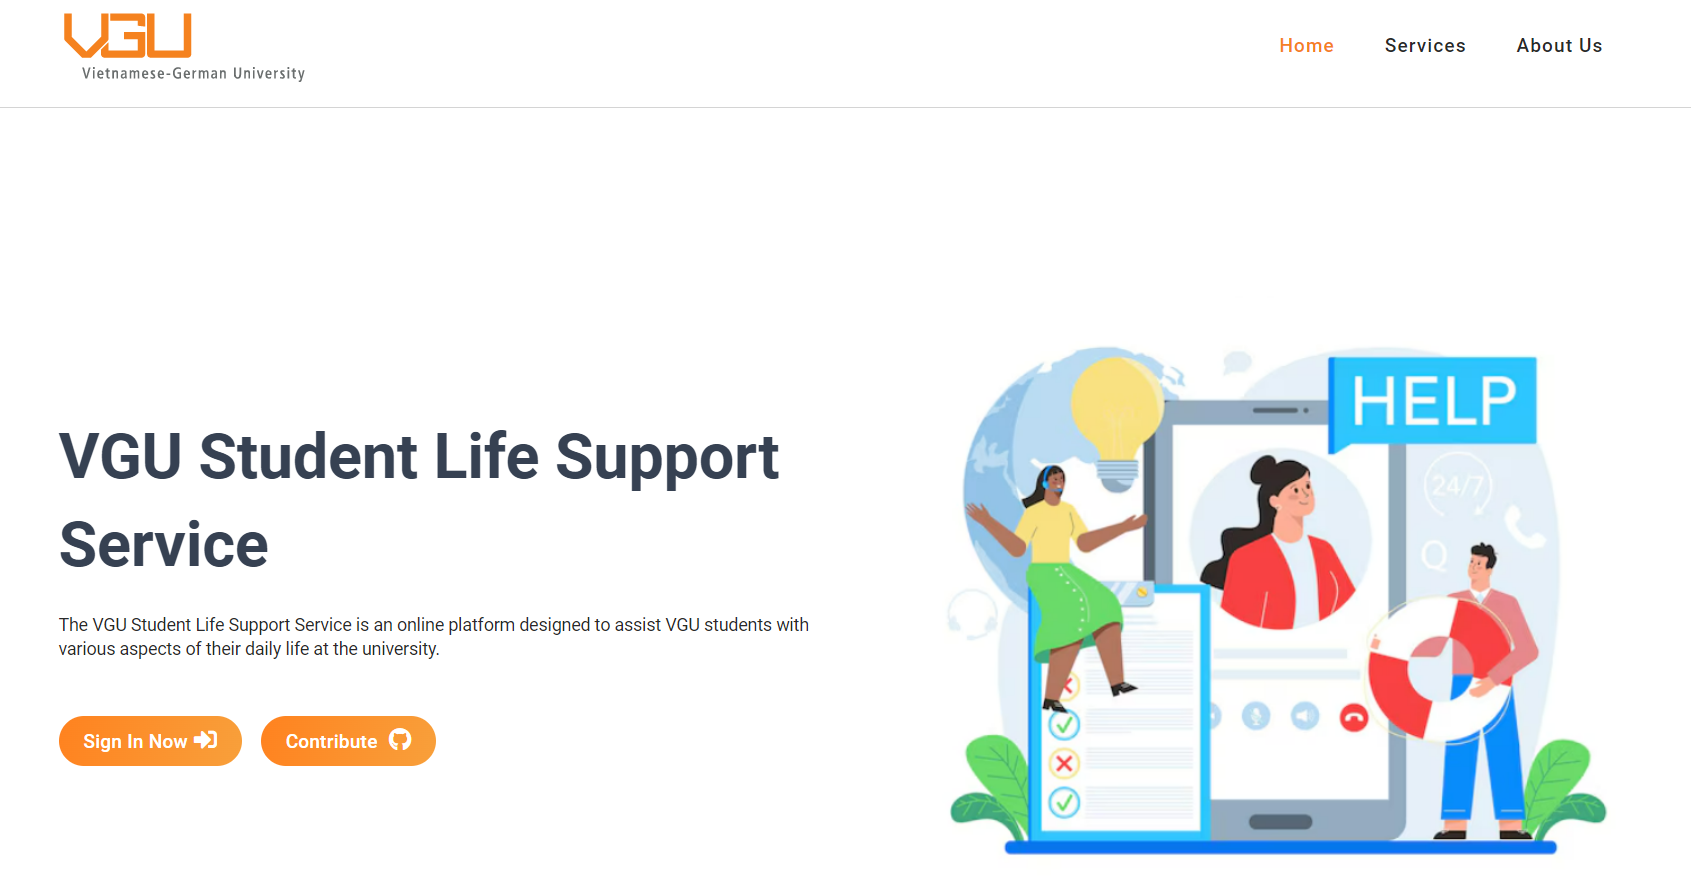 VGU
Vietnamese-German University
Home
Services
About Us
VGU Student Life Support
Service
The VGU Student Life Support Service is an online platform designed to assist VGU students with
various aspects of their daily life at the university.
Sign In Now
Contribute
HELP
24/7
Q